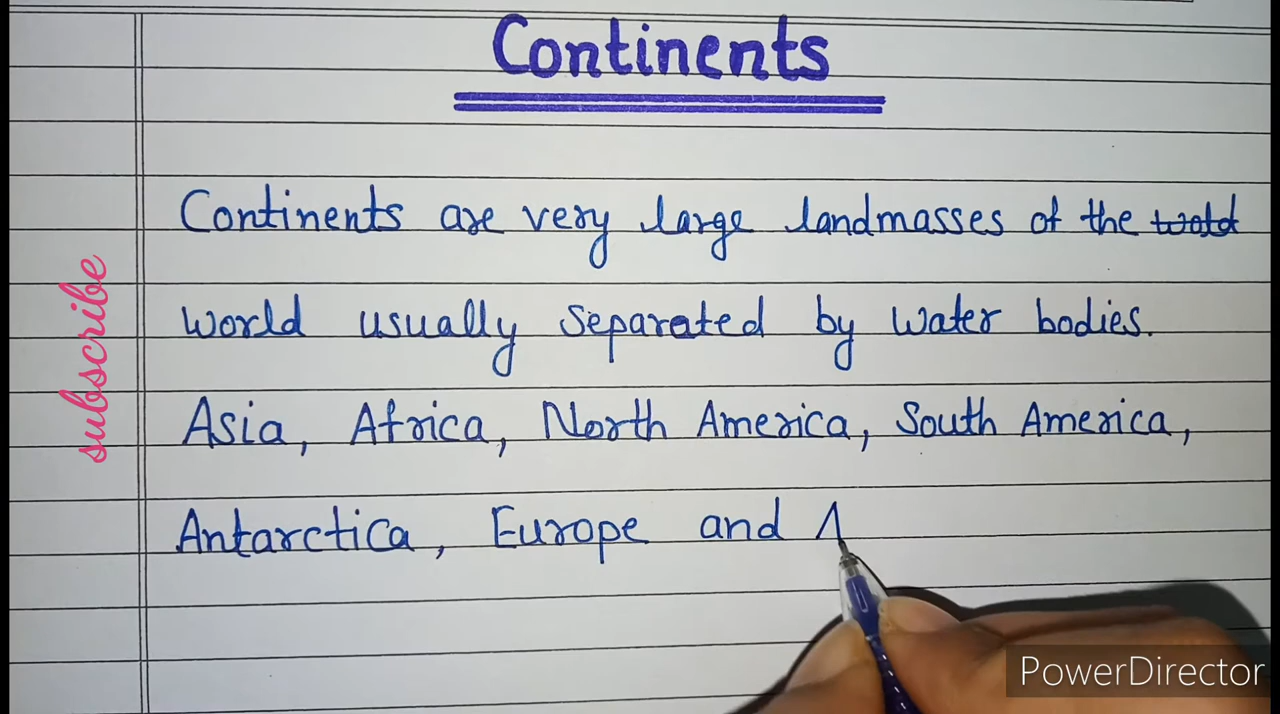 Continents
Continents are very large landmasses of the wold
world usually separated by water bodies.
Asia, Africa, North America, South America,
Antarctica, Europe and
subscribe
PowerDirector